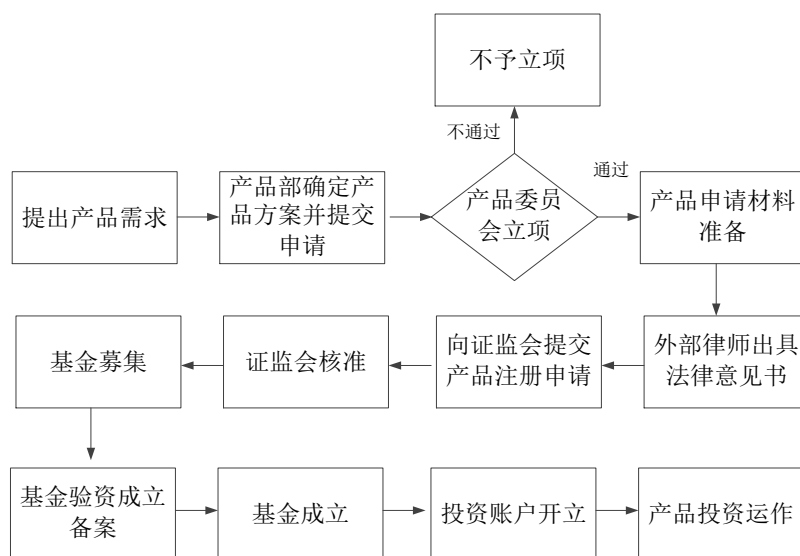 不予立项
不通过
通过
提出产品需求
产品部确定产
品方案并提交
申请
产品委员
会立项
产品申请材料
准备
外部律师出具
法律意见书
向证监会提交
产品注册申请
证监会核准
基金募集
基金验资成立
备案
基金成立
投资账户开立
产品投资运作